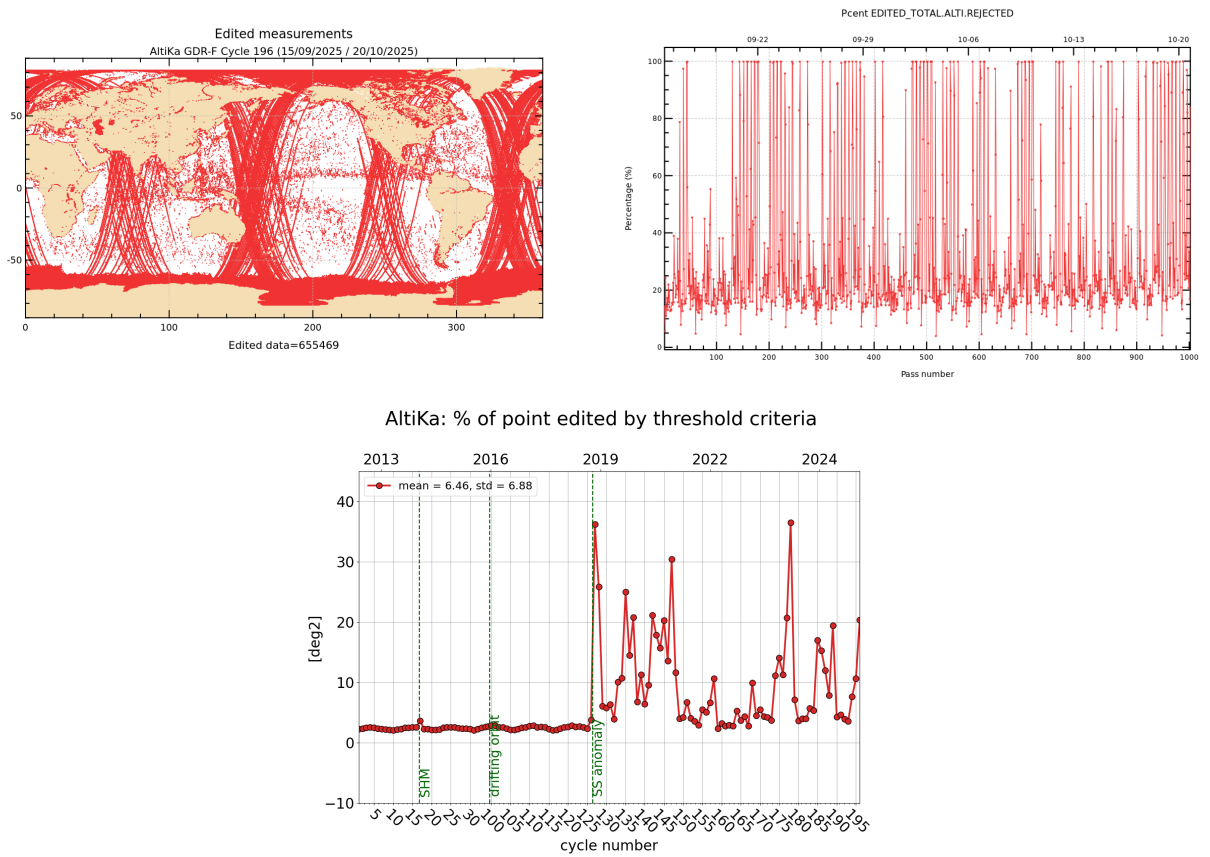 Edited measurements
AltiKa GDR-F Cycle 196 (15/09/2025 / 20/10/2025)
50
0
-50
0 100 200 300
Edited data=655469
Pcent EDITED_TOTAL.ALTI.REJECTED
09-22 09-29 10-06 10-13 10-20
100
80
60
40
20
0
Percentage (%)
100 200 300 400 500 600 700 800 900 1000
Pass number
AltiKa: % of point edited by threshold criteria
2013 2016 2019 2022 2024
mean = 6.46, std = 6.88
40
30
20
10
0
−10
[deg2]
SHM
drifting orbit
SS anomaly
5 10 15 20 25 30 100 105 110 115 120 125 130 135 140 145 150 155 160 165 170 175 180 185 190 195
cycle number